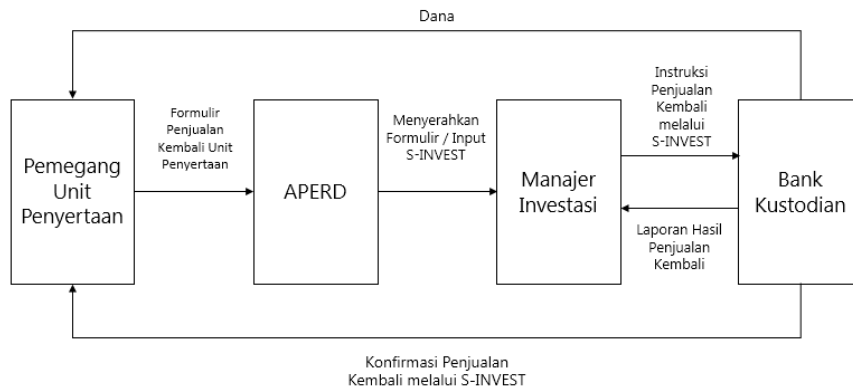 Dana
Formulir
Penjualan
Kembali Unit
Penyertaan
Menyerahkan
Formulir / Input
S-INVEST
Instruksi
Penjualan
Kembali
melalui
S-INVEST
Pemegang
Unit
Penyertaan
APERD
Manajer
Investasi
Bank
Kustodian
Laporan Hasil
Penjualan
Kembali
Konfirmasi Penjualan
Kembali melalui S-INVEST